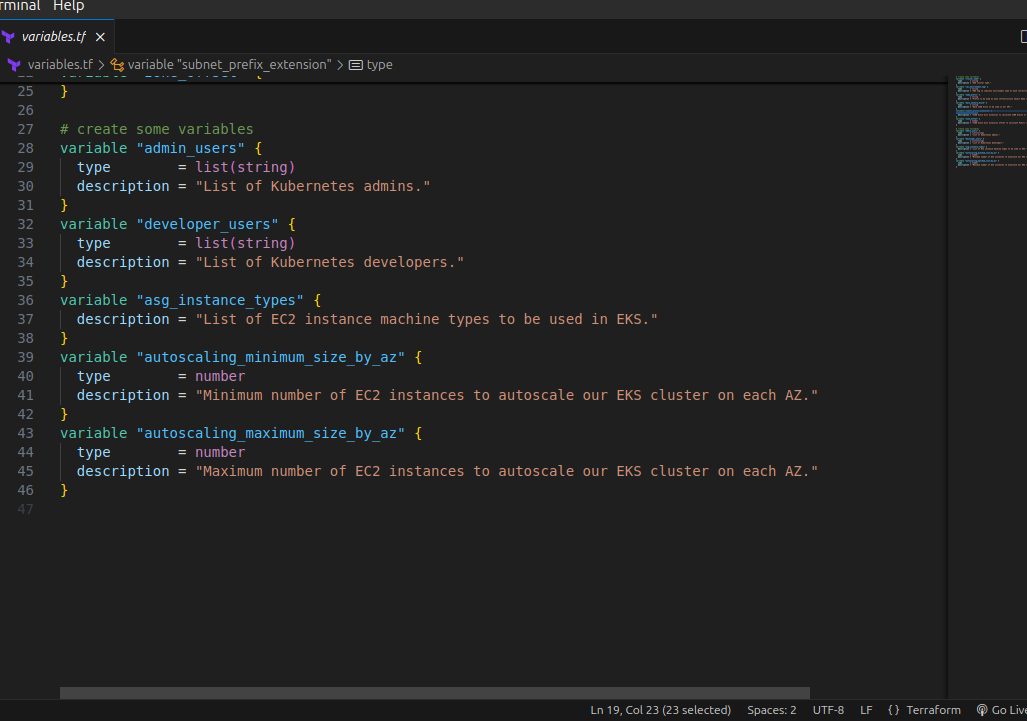 rminal Help
variables.tf ×
variables.tf > variable "subnet_prefix_extension" > type
25 }
26
27 # create some variables
28 variable "admin_users" {
29 type = list(string)
30 description = "List of Kubernetes admins."
31 }
32 variable "developer_users" {
33 type = list(string)
34 description = "List of Kubernetes developers."
35 }
36 variable "asg_instance_types" {
37 description = "List of EC2 instance machine types to be used in EKS."
38 }
39 variable "autoscaling_minimum_size_by_az" {
40 type = number
41 description = "Minimum number of EC2 instances to autoscale our EKS cluster on each AZ."
42 }
43 variable "autoscaling_maximum_size_by_az" {
44 type = number
45 description = "Maximum number of EC2 instances to autoscale our EKS cluster on each AZ."
46 }
47
Ln 19, Col 23 (23 selected) Spaces: 2 UTF-8 LF {} Terraform Go Live